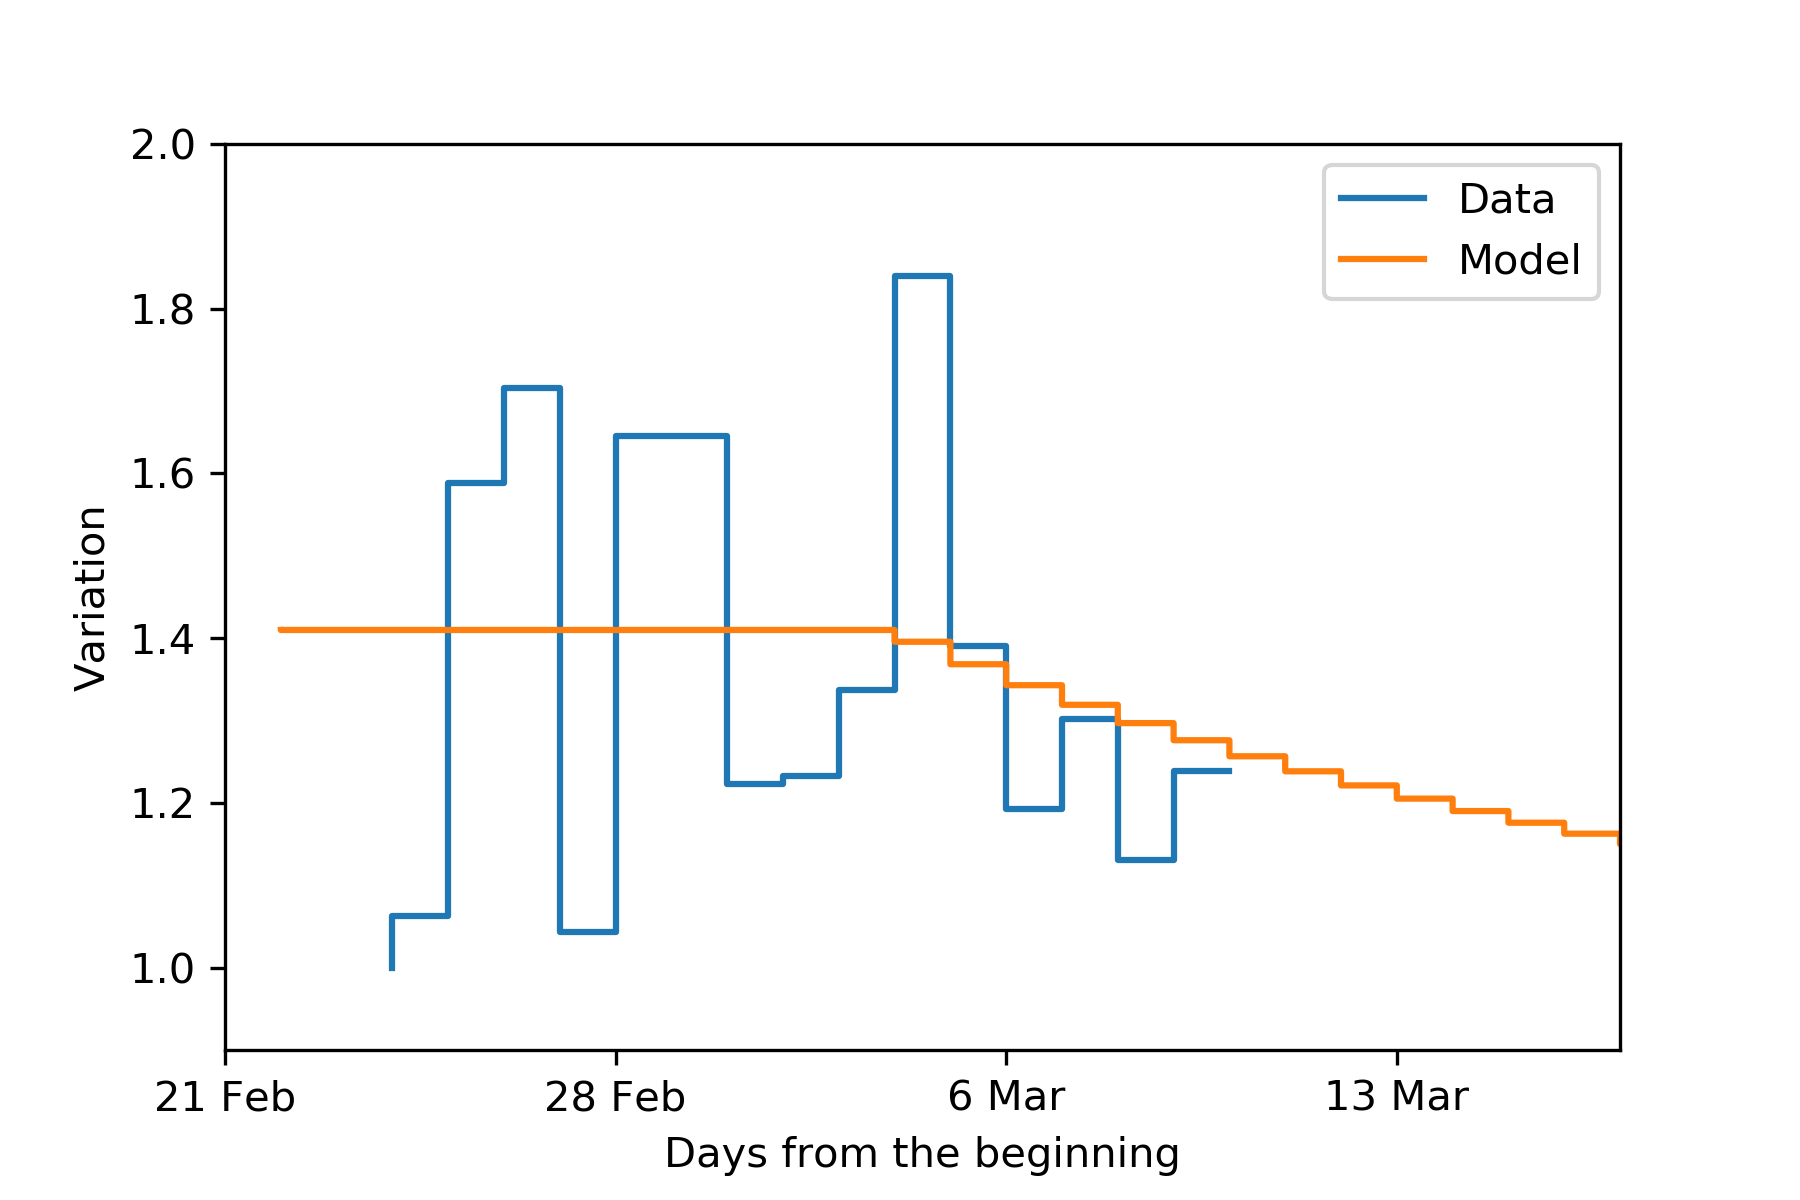 2.0
1.8
1.6
1.4
1.2
1.0
Variation
Data
Model
21 Feb
28 Feb
6 Mar
13 Mar
Days from the beginning